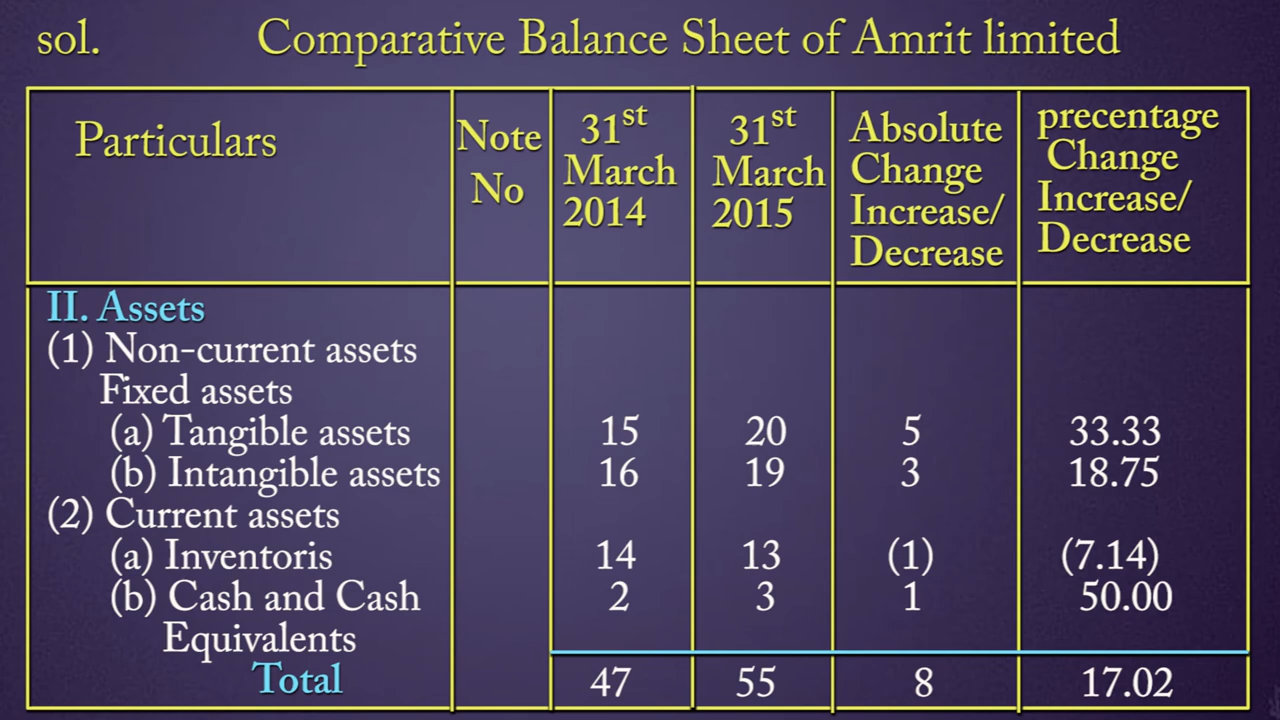 sol. Comparative Balance Sheet of Amrit limited
Particulars
Note
No
31st
March
2014
31st
March
2015
Absolute
Change
Increase/
Decrease
precentage
Change
Increase/
Decrease
II. Assets
(1) Non-current assets
Fixed assets
(a) Tangible assets 15 20 5 33.33
(b) Intangible assets 16 19 3 18.75
(2) Current assets
(a) Inventoris 14 13 (1) (7.14)
(b) Cash and Cash 2 3 1 50.00
Equivalents
Total 47 55 8 17.02